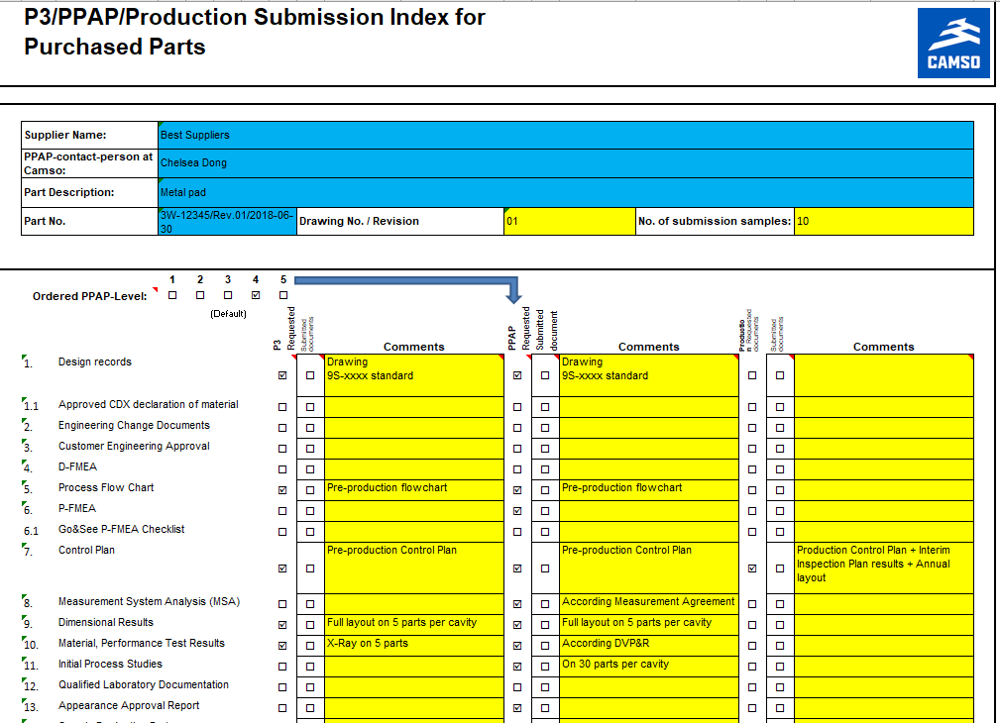 P3/PPAP/Production Submission Index for
Purchased Parts
CAMSO
Supplier Name: Best Suppliers
PPAP-contact-person at
Camso: Chelsea Dong
Part Description: Metal pad
Part No. 3W-12345/Rev.01/2018-06-
30 Drawing No. / Revision 01 No. of submission samples: 10
1 2 3 4 5
Ordered PPAP-Level:
(Default)
P3
Requested
Submitted
documents
Comments
PPAP
Requested
Submitted
document
Comments
Productio
n Requested
documents
Submitted
documents
Comments
1. Design records Drawing Drawing
9S-xxxx standard 9S-xxxx standard
1.1 Approved CDX declaration of material
2. Engineering Change Documents
3. Customer Engineering Approval
4. D-FMEA
5. Process Flow Chart Pre-production flowchart Pre-production flowchart
6. P-FMEA
6.1 Go&See P-FMEA Checklist
7. Control Plan Pre-production Control Plan Pre-production Control Plan Production Control Plan + Interim
Inspection Plan results + Annual
layout
8. Measurement System Analysis (MSA) According Measurement Agreement
9. Dimensional Results Full layout on 5 parts per cavity Full layout on 5 parts per cavity
10. Material, Performance Test Results X-Ray on 5 parts According DVP&R
11. Initial Process Studies On 30 parts per cavity
12. Qualified Laboratory Documentation
13. Appearance Approval Report